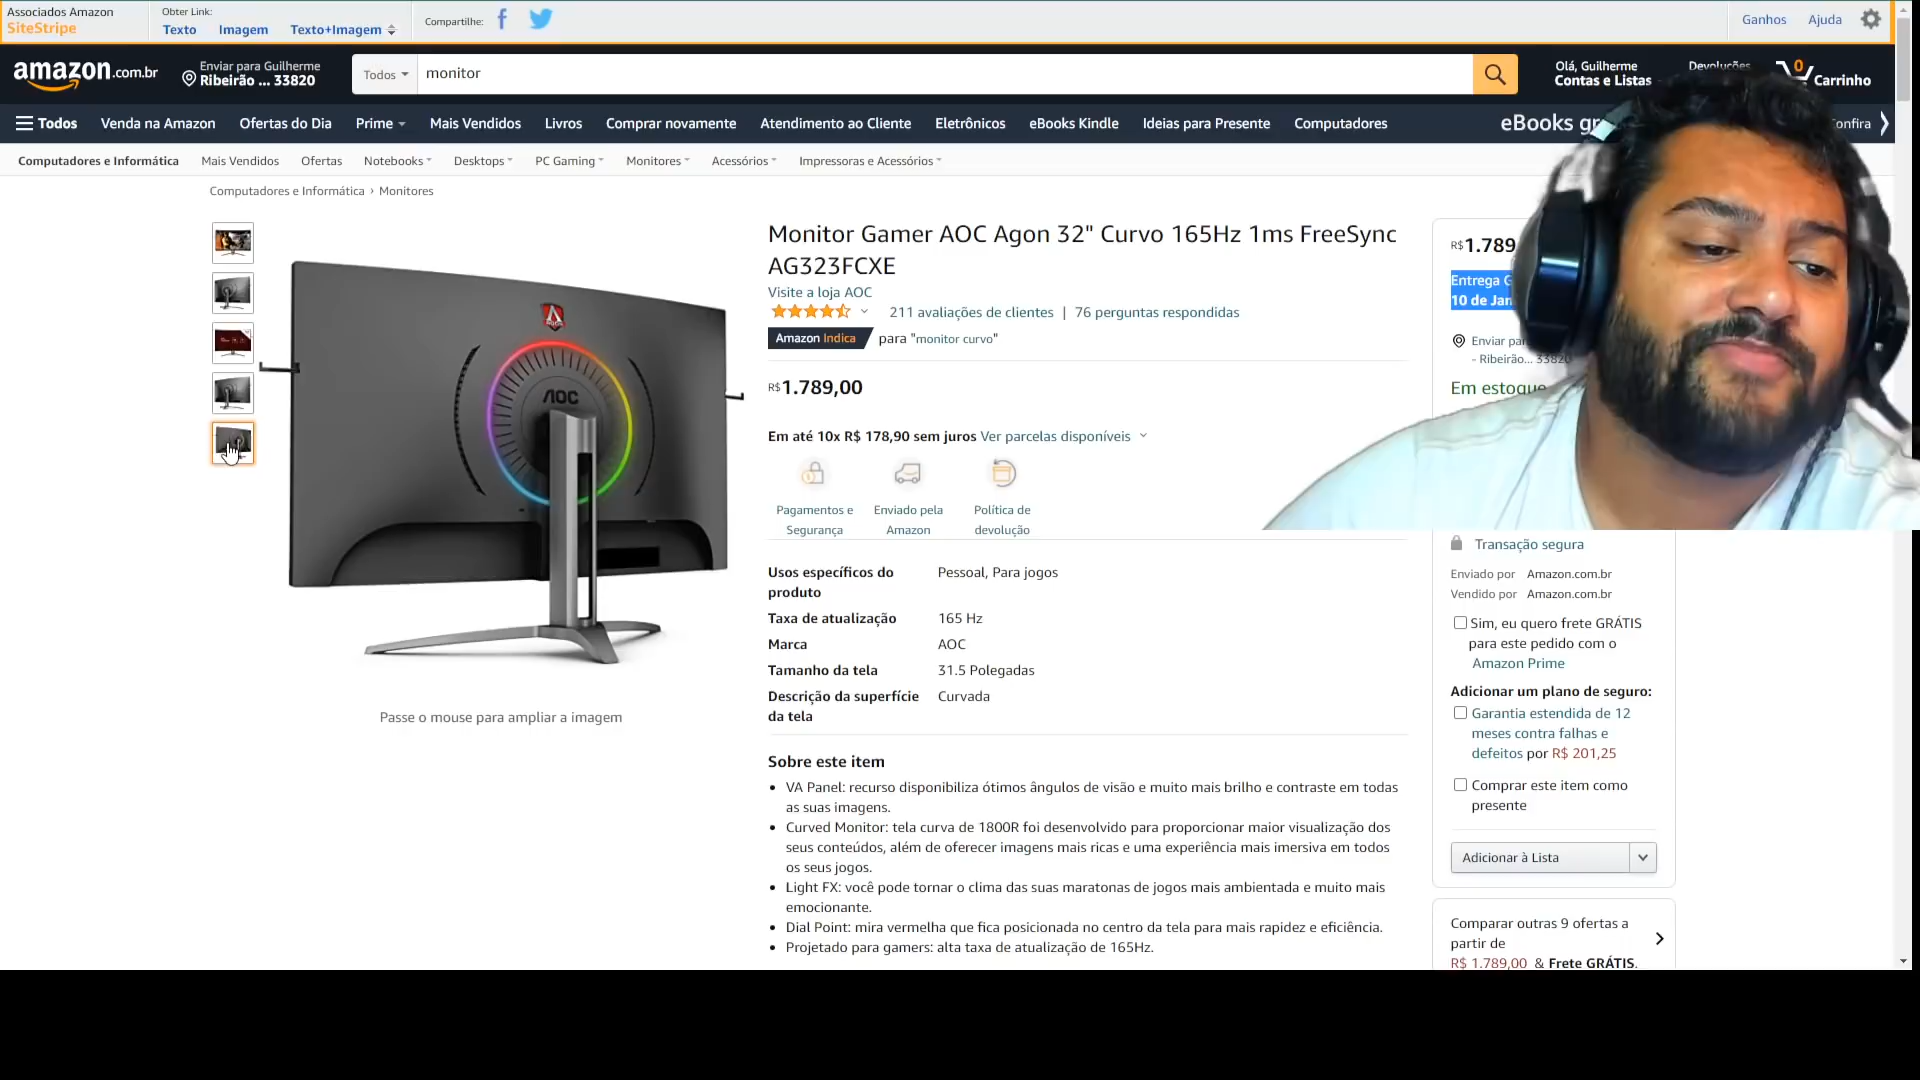 Associados Amazon
SiteStripe
Obter Link:
Texto Imagem Texto+Imagem
Compartilhe:
Ganhos Ajuda
amazon.com.br
Enviar para Guilherme
Ribeirão ... 33820
Todos
monitor
Olá, Guilherme
Contas e Listas
Devoluções
0
Carrinho
Todos Venda na Amazon Ofertas do Dia Prime Mais Vendidos Livros Comprar novamente Atendimento ao Cliente Eletrônicos eBooks Kindle Ideias para Presente Computadores
eBooks gr
Confira
Computadores e Informática Mais Vendidos Ofertas Notebooks Desktops PC Gaming Monitores Acessórios Impressoras e Acessórios
Computadores e Informática › Monitores
AOC
Passe o mouse para ampliar a imagem
Monitor Gamer AOC Agon 32" Curvo 165Hz 1ms FreeSync
AG323FCXE
Visite a loja AOC
211 avaliações de clientes | 76 perguntas respondidas
Amazon Indica para "monitor curvo"
R$1.789,00
Em até 10x R$ 178,90 sem juros Ver parcelas disponíveis
Pagamentos e
Segurança
Enviado pela
Amazon
Política de
devolução
Usos específicos do
produto
Pessoal, Para jogos
Taxa de atualização 165 Hz
Marca AOC
Tamanho da tela 31.5 Polegadas
Descrição da superfície
da tela
Curvada
Sobre este item
• VA Panel: recurso disponibiliza ótimos ângulos de visão e muito mais brilho e contraste em todas
as suas imagens.
• Curved Monitor: tela curva de 1800R foi desenvolvido para proporcionar maior visualização dos
seus conteúdos, além de oferecer imagens mais ricas e uma experiência mais imersiva em todos
os seus jogos.
• Light FX: você pode tornar o clima das suas maratonas de jogos mais ambientada e muito mais
emocionante.
• Dial Point: mira vermelha que fica posicionada no centro da tela para mais rapidez e eficiência.
• Projetado para gamers: alta taxa de atualização de 165Hz.
R$1.789
Entrega G
10 de Jan
Enviar par
- Ribeirão... 33820
Em estoque
Transação segura
Enviado por Amazon.com.br
Vendido por Amazon.com.br
Sim, eu quero frete GRÁTIS
para este pedido com o
Amazon Prime
Adicionar um plano de seguro:
Garantia estendida de 12
meses contra falhas e
defeitos por R$ 201,25
Comprar este item como
presente
Adicionar à Lista
Comparar outras 9 ofertas a
partir de
R$ 1.789,00 & Frete GRÁTIS.